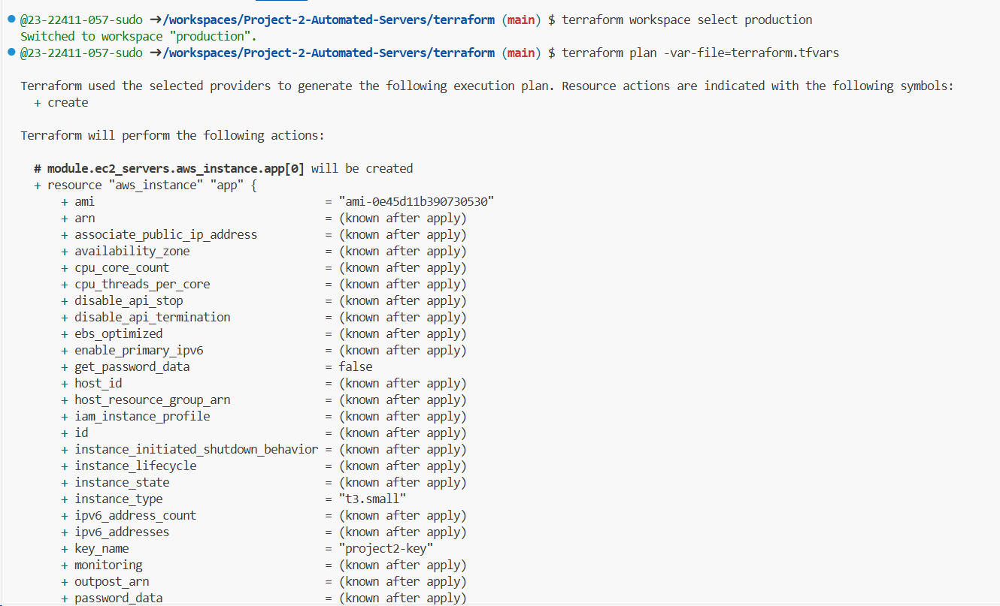 @23-22411-057-sudo ➜/workspaces/Project-2-Automated-Servers/terraform (main) $ terraform workspace select production
Switched to workspace "production".
@23-22411-057-sudo ➜/workspaces/Project-2-Automated-Servers/terraform (main) $ terraform plan -var-file=terraform.tfvars
Terraform used the selected providers to generate the following execution plan. Resource actions are indicated with the following symbols:
+ create
Terraform will perform the following actions:
# module.ec2_servers.aws_instance.app[0] will be created
+ resource "aws_instance" "app" {
+ ami = "ami-0e45d11b390730530"
+ arn = (known after apply)
+ associate_public_ip_address = (known after apply)
+ availability_zone = (known after apply)
+ cpu_core_count = (known after apply)
+ cpu_threads_per_core = (known after apply)
+ disable_api_stop = (known after apply)
+ disable_api_termination = (known after apply)
+ ebs_optimized = (known after apply)
+ enable_primary_ipv6 = (known after apply)
+ get_password_data = false
+ host_id = (known after apply)
+ host_resource_group_arn = (known after apply)
+ iam_instance_profile = (known after apply)
+ id = (known after apply)
+ instance_initiated_shutdown_behavior = (known after apply)
+ instance_lifecycle = (known after apply)
+ instance_state = (known after apply)
+ instance_type = "t3.small"
+ ipv6_address_count = (known after apply)
+ ipv6_addresses = (known after apply)
+ key_name = "project2-key"
+ monitoring = (known after apply)
+ outpost_arn = (known after apply)
+ password_data = (known after apply)